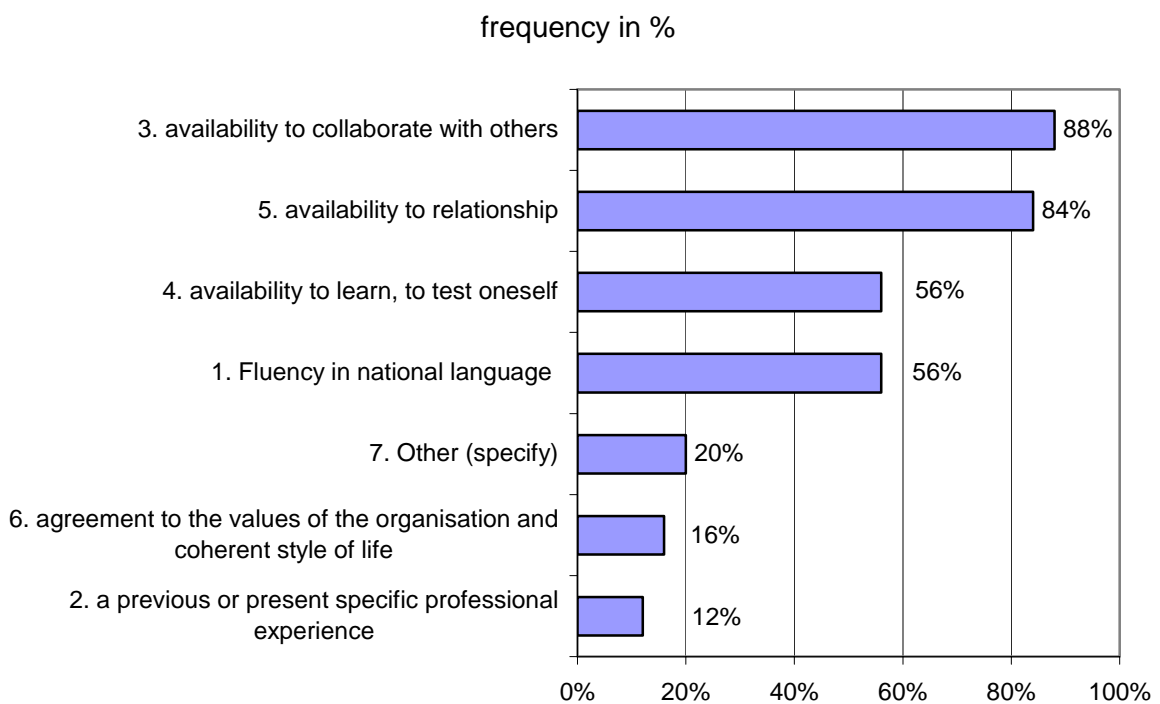 frequency in %
3. availability to collaborate with others
88%
5. availability to relationship
84%
4. availability to learn, to test oneself
56%
1. Fluency in national language
56%
7. Other (specify)
20%
6. agreement to the values of the organisation and
coherent style of life
16%
2. a previous or present specific professional
experience
12%
0% 20% 40% 60% 80% 100%